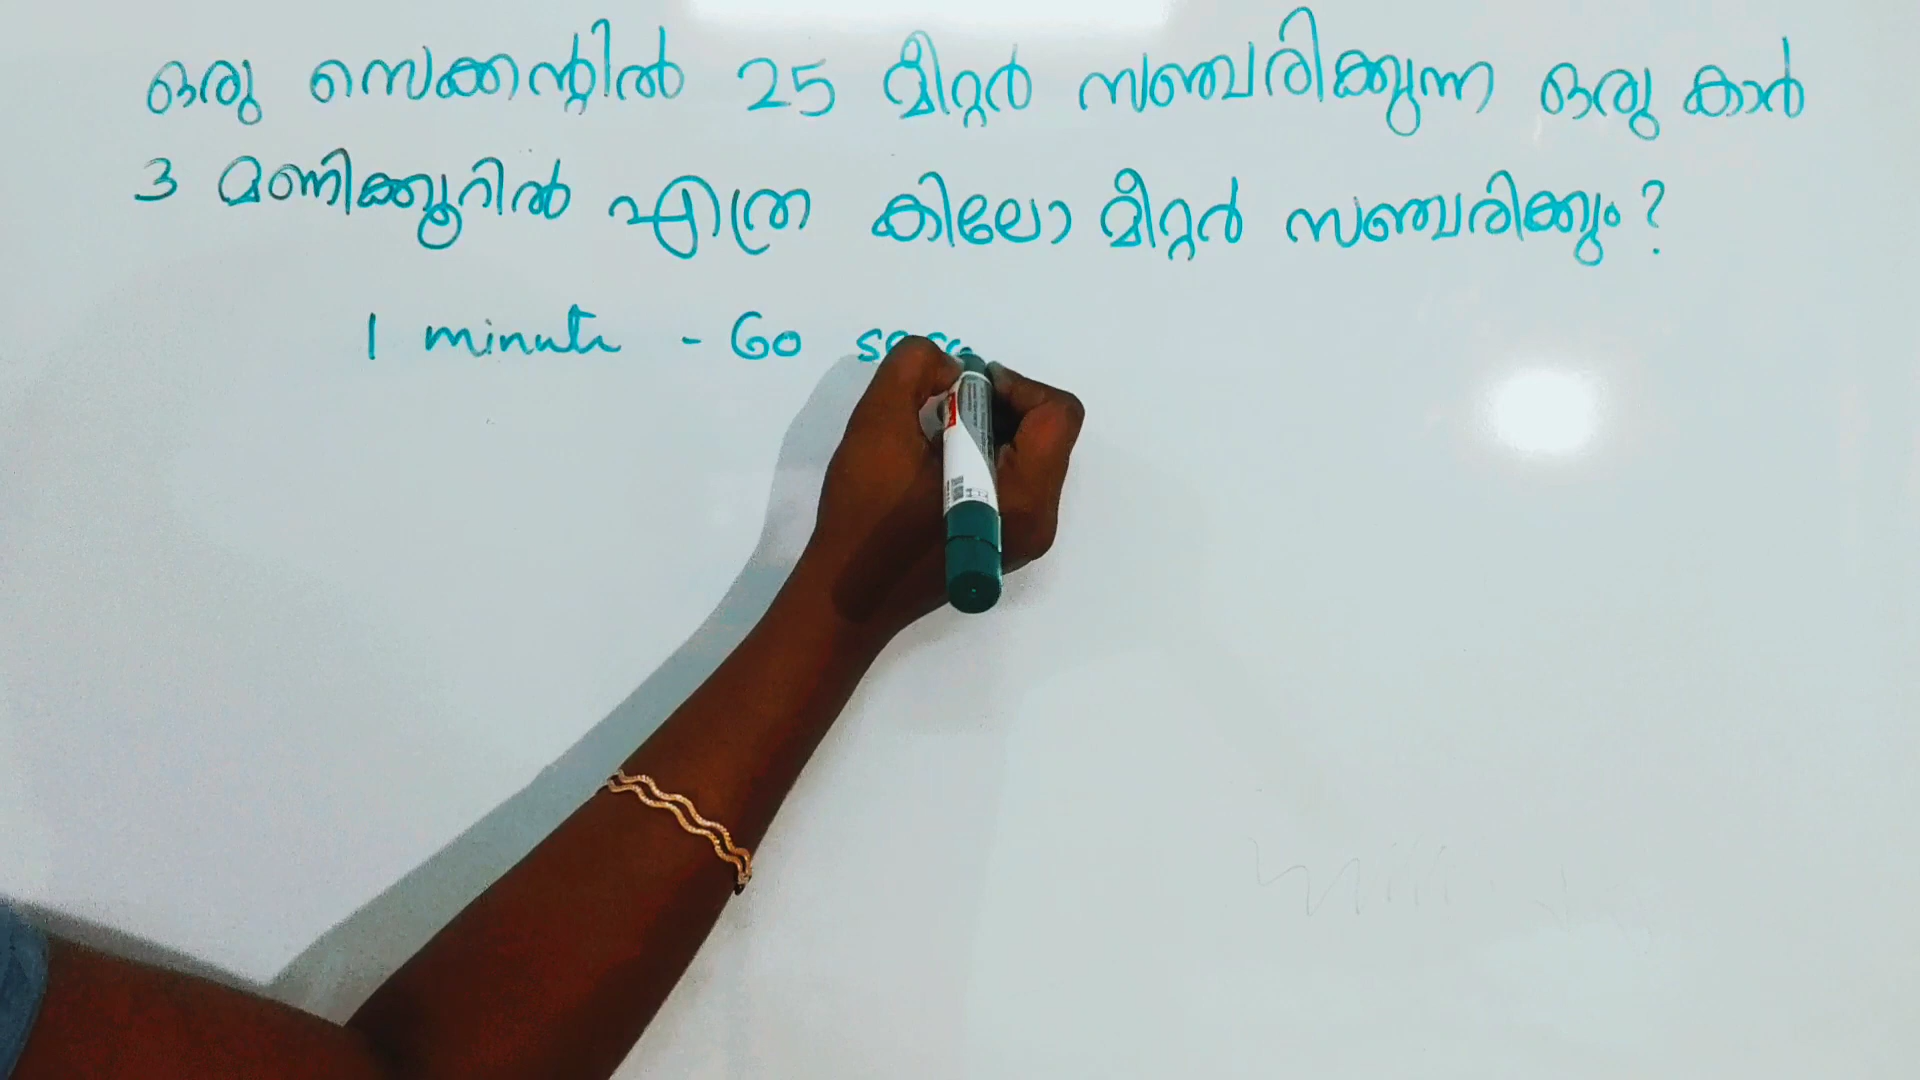 ഒരു സെക്കന്റിൽ 25 മീറ്റർ സഞ്ചരിക്കുന്ന ഒരു കാർ
3 മണിക്കൂറിൽ എത്ര കിലോ മീറ്റർ സഞ്ചരിക്കും?
1 minute - 60